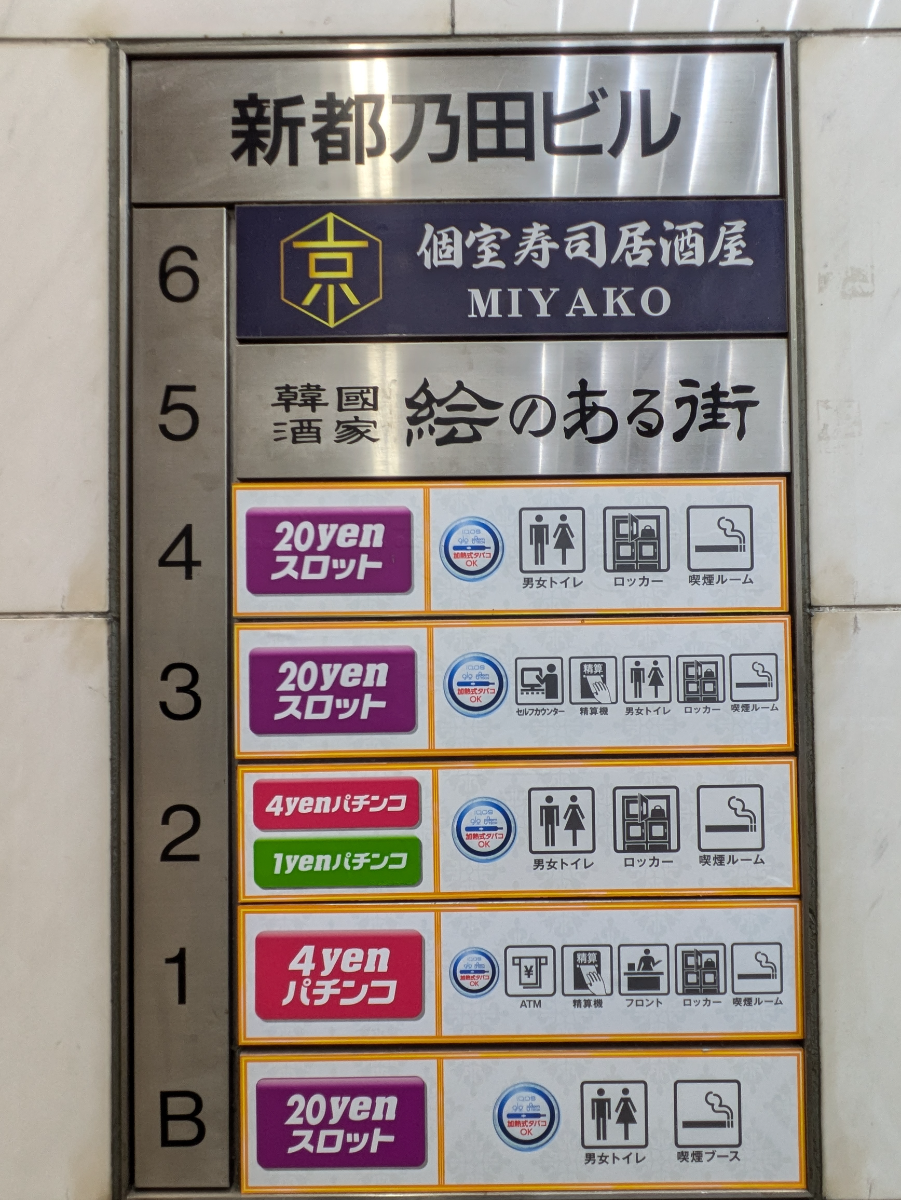 新都乃田ビル
6
京
個室寿司居酒屋
MIYAKO
5
韓國
酒家
絵のある街
4
20yen
スロット
加熱式タバコ
OK
男女トイレ
ロッカー
喫煙ルーム
3
20yen
スロット
加熱式タバコ
OK
セルフカウンター
精算
精算機
男女トイレ
ロッカー
喫煙ルーム
2
4yenパチンコ
1yenパチンコ
加熱式タバコ
OK
男女トイレ
ロッカー
喫煙ルーム
1
4yen
パチンコ
加熱式タバコ
OK
¥
ATM
精算
精算機
フロント
ロッカー
喫煙ルーム
B
20yen
スロット
加熱式タバコ
OK
男女トイレ
喫煙ブース